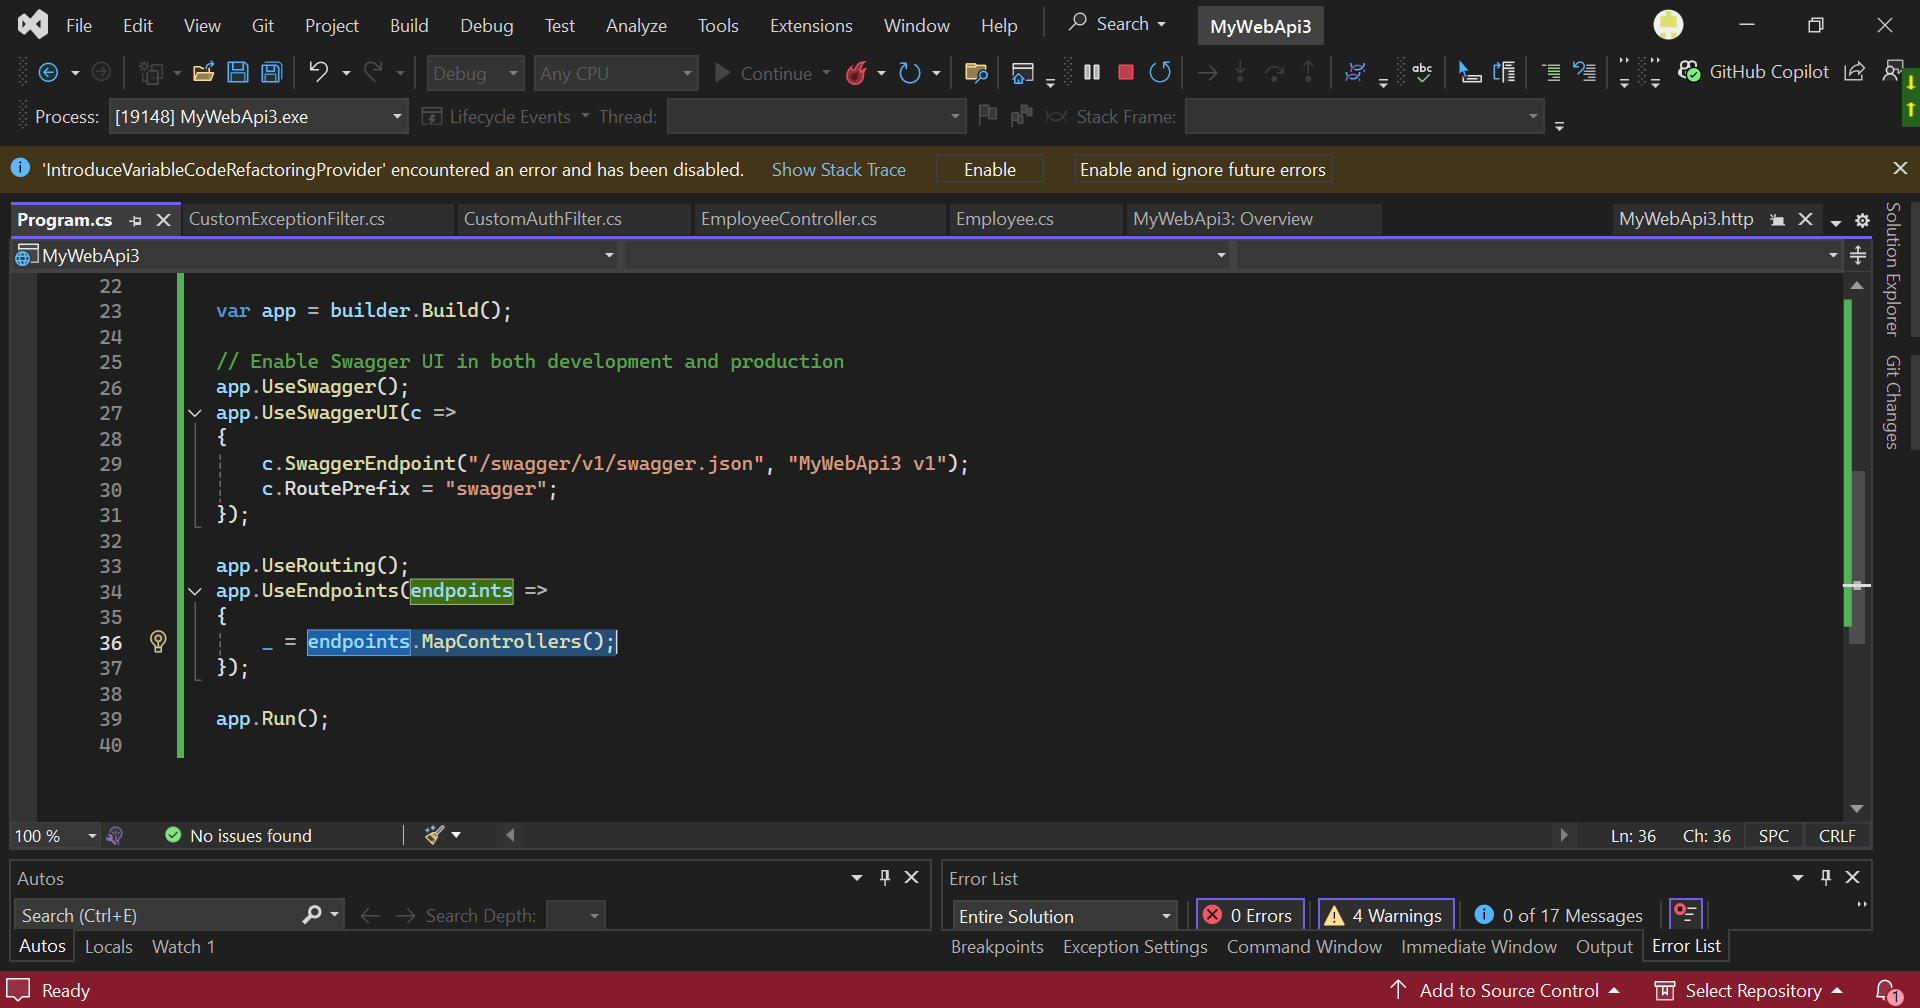 File Edit View Git Project Build Debug Test Analyze Tools Extensions Window Help Search MyWebApi3
Debug Any CPU Continue abc GitHub Copilot
Process: [19148] MyWebApi3.exe Lifecycle Events Thread: Stack Frame:
'IntroduceVariableCodeRefactoringProvider' encountered an error and has been disabled. Show Stack Trace Enable Enable and ignore future errors
Program.cs CustomExceptionFilter.cs CustomAuthFilter.cs EmployeeController.cs Employee.cs MyWebApi3: Overview MyWebApi3.http
MyWebApi3
Solution Explorer
Git Changes
22
23 var app = builder.Build();
24
25 // Enable Swagger UI in both development and production
26 app.UseSwagger();
27 app.UseSwaggerUI(c =>
28 {
29 c.SwaggerEndpoint("/swagger/v1/swagger.json", "MyWebApi3 v1");
30 c.RoutePrefix = "swagger";
31 });
32
33 app.UseRouting();
34 app.UseEndpoints(endpoints =>
35 {
36 _ = endpoints.MapControllers();
37 });
38
39 app.Run();
40
100 % No issues found Ln: 36 Ch: 36 SPC CRLF
Autos
Search (Ctrl+E) Search Depth:
Autos Locals Watch 1
Error List
Entire Solution 0 Errors 4 Warnings 0 of 17 Messages
Breakpoints Exception Settings Command Window Immediate Window Output Error List
Ready Add to Source Control Select Repository 1